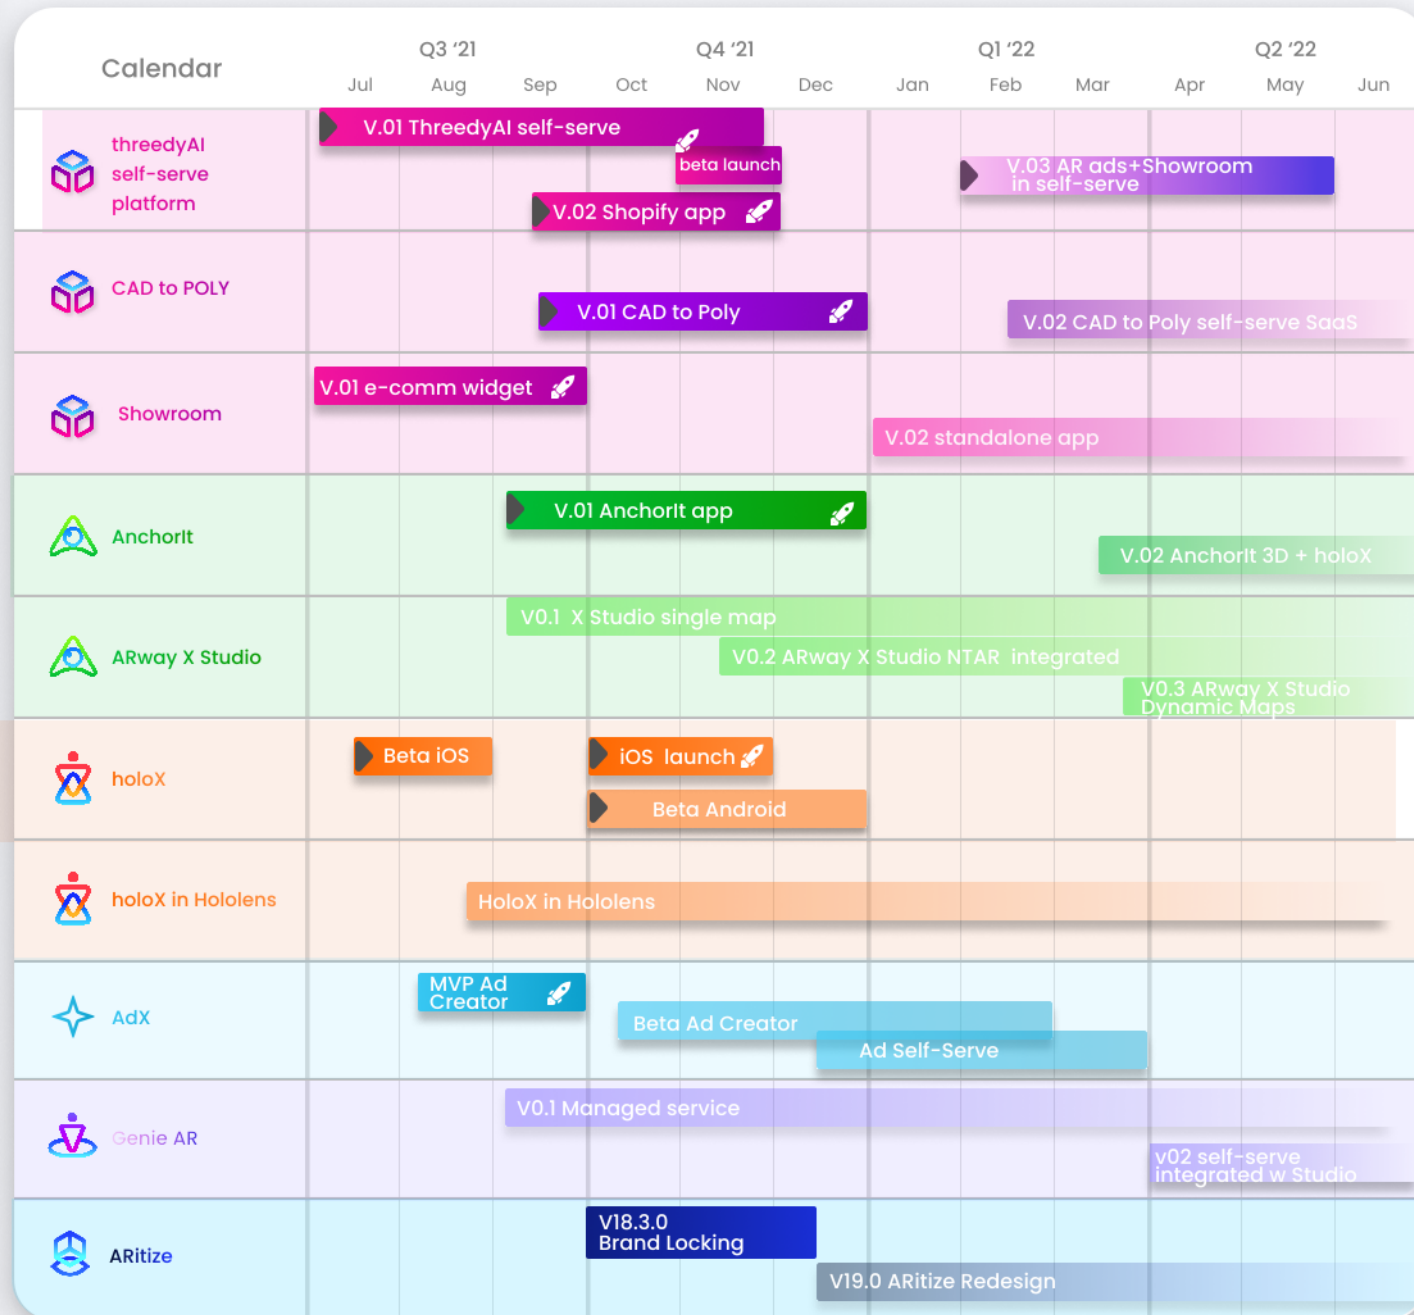 Calendar
Q3 ‘21
Q4 ‘21
Q1 ‘22
Q2 ‘22
Jul
Aug
Sep
Oct
Nov
Dec
Jan
Feb
Mar
Apr
May
Jun
threedyAI
self-serve
platform
V.01 ThreedyAI self-serve
beta launch
V.02 Shopify app
V.03 AR ads+Showroom
in self-serve
CAD to POLY
V.01 CAD to Poly
V.02 CAD to Poly self-serve SaaS
Showroom
V.01 e-comm widget
V.02 standalone app
AnchorIt
V.01 AnchorIt app
V.02 AnchorIt 3D + holoX
ARway X Studio
V0.1 X Studio single map
V0.2 ARway X Studio NTAR integrated
V0.3 ARway X Studio
Dynamic Maps
holoX
Beta iOS
iOS launch
Beta Android
holoX in Hololens
HoloX in Hololens
AdX
MVP Ad
Creator
Beta Ad Creator
Ad Self-Serve
Genie AR
V0.1 Managed service
v02 self-serve
integrated w Studio
ARitize
V18.3.0
Brand Locking
V19.0 ARitize Redesign